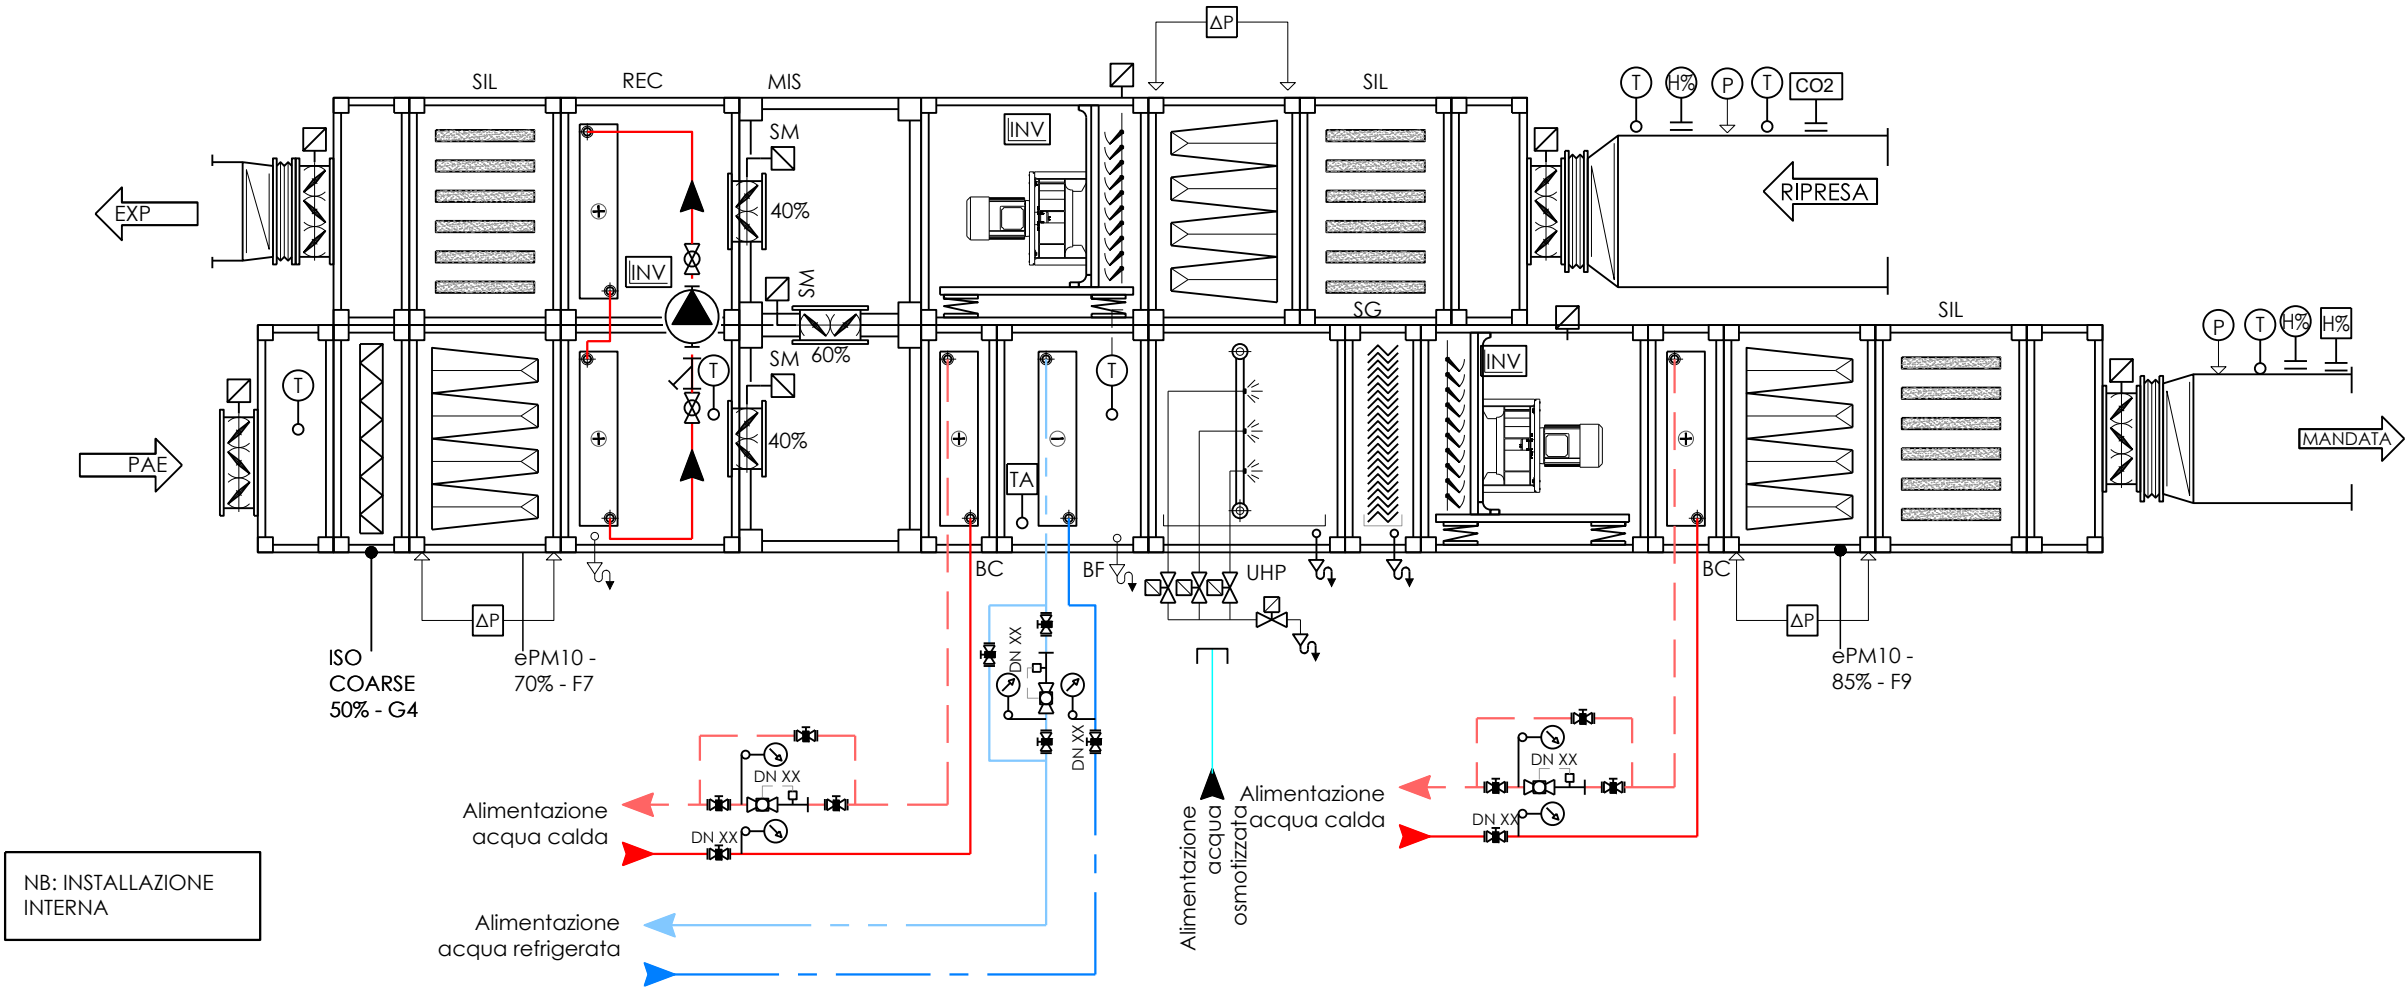 ΔP
SIL
REC
MIS
SIL
T
H%
P
T
CO2
INV
SM
EXP
40%
RIPRESA
INV
SM
SG
SIL
60%
SM
P
T
H%
H%
T
T
T
INV
PAE
40%
MANDATA
TA
BC
BF
UHP
BC
ΔP
ΔP
ISO
COARSE
50% - G4
ePM10 -
70% - F7
DN XX
ePM10 -
85% - F9
DN XX
DN XX
DN XX
Alimentazione
acqua calda
DN XX
Alimentazione
acqua
osmotizzata
Alimentazione
acqua calda
DN XX
NB: INSTALLAZIONE
INTERNA
Alimentazione
acqua refrigerata